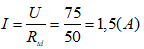 I = U / R_td = 75 / 50 = 1,5(A)